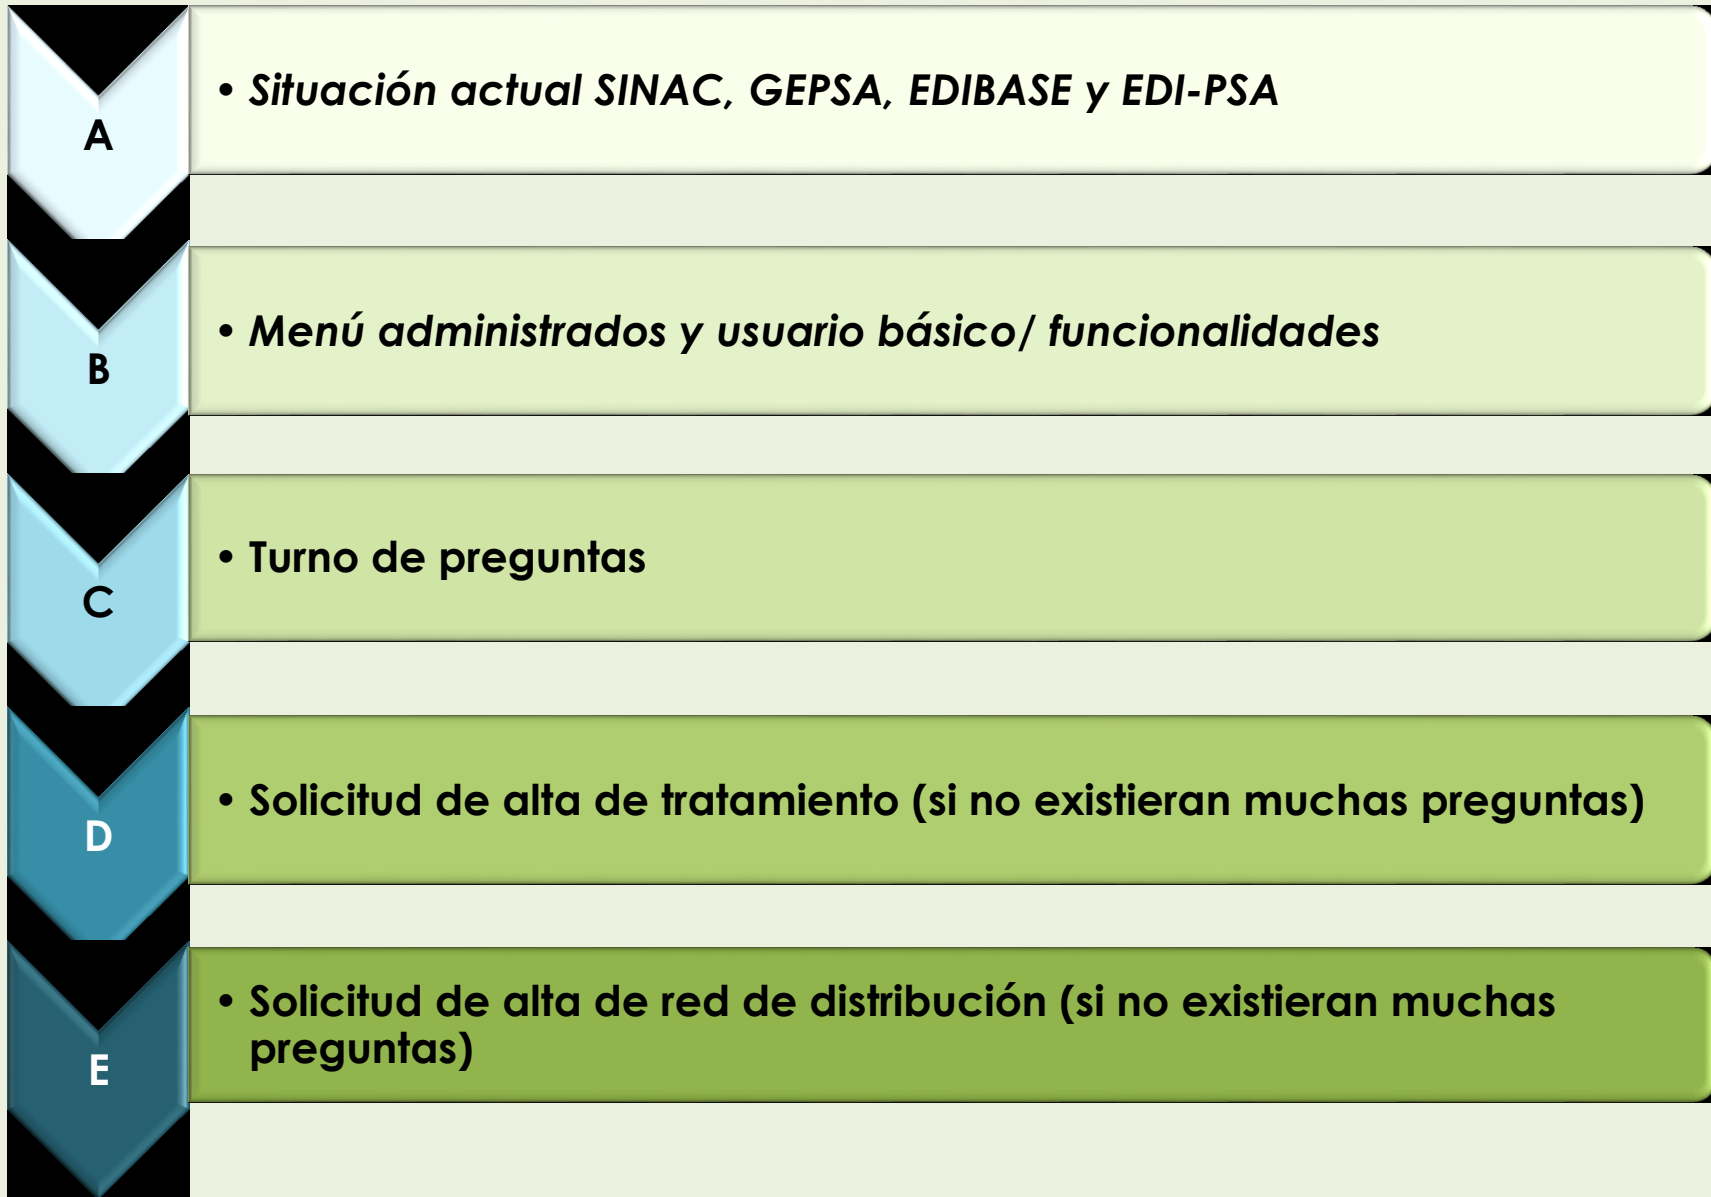 A
• Situación actual SINAC, GEPSA, EDIBASE y EDI-PSA
B
• Menú administrados y usuario básico/ funcionalidades
C
• Turno de preguntas
D
• Solicitud de alta de tratamiento (si no existieran muchas preguntas)
E
• Solicitud de alta de red de distribución (si no existieran muchas
preguntas)